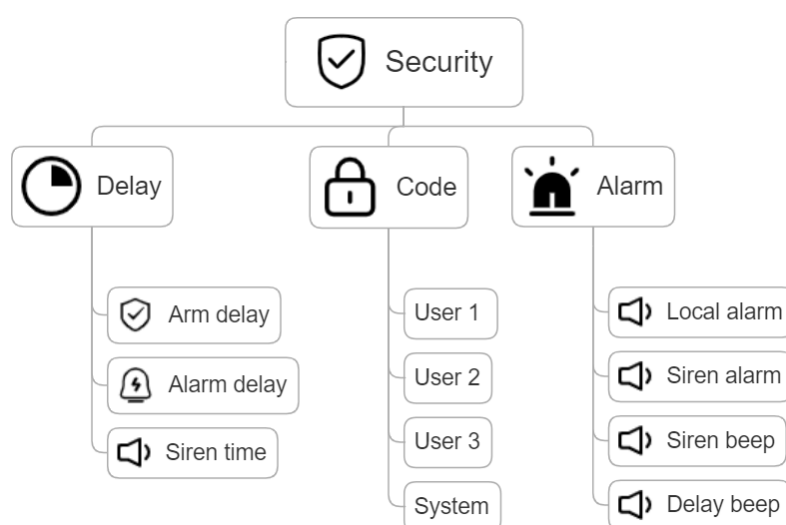 Security
Delay
Code
Alarm
Arm delay
Alarm delay
Siren time
User 1
User 2
User 3
System
Local alarm
Siren alarm
Siren beep
Delay beep